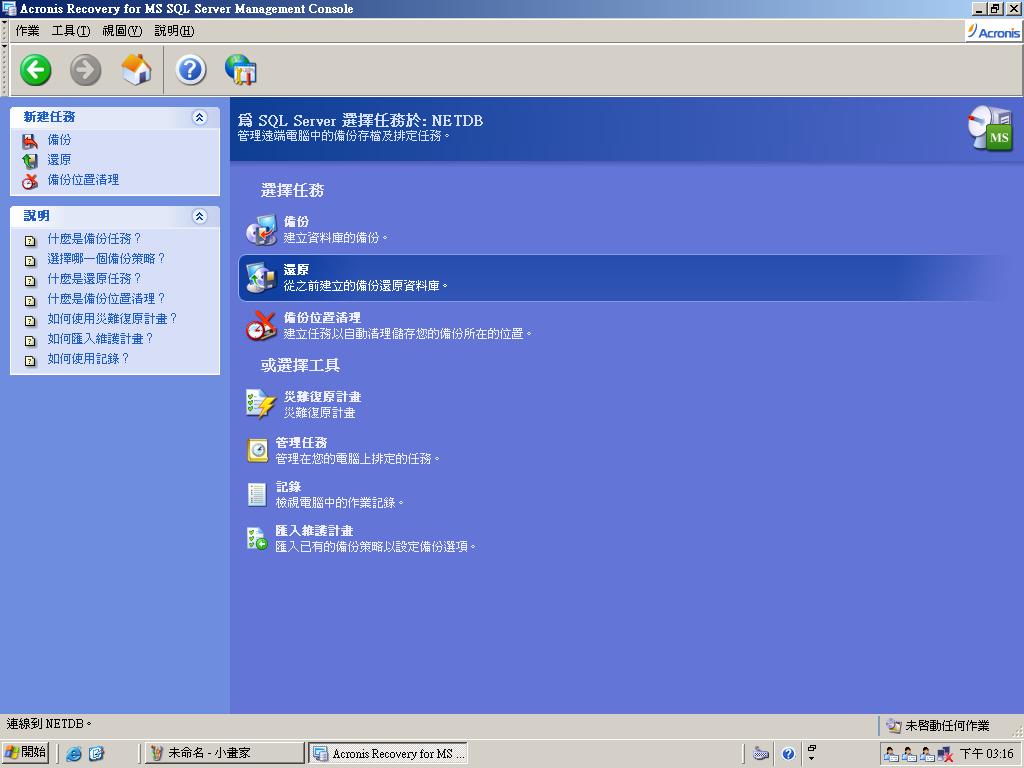 Acronis Recovery for MS SQL Server Management Console
作業 工具(T) 視圖(V) 說明(H)
Acronis
新建任務
備份
還原
備份位置清理
說明
什麼是備份任務？
選擇哪一個備份策略？
什麼是還原任務？
什麼是備份位置清理？
如何使用災難復原計畫？
如何匯入維護計畫？
如何使用記錄？
為 SQL Server 選擇任務於: NETDB
管理遠端電腦中的備份存檔及排定任務。
MS
選擇任務
備份
建立資料庫的備份。
還原
從之前建立的備份還原資料庫。
備份位置清理
建立任務以自動清理儲存您的備份所在的位置。
或選擇工具
災難復原計畫
災難復原計畫
管理任務
管理在您的電腦上排定的任務。
記錄
檢視電腦中的作業記錄。
匯入維護計畫
匯入已有的備份策略以設定備份選項。
連線到 NETDB。
未啟動任何作業
開始
未命名 - 小畫家
Acronis Recovery for MS ...
下午 03:16